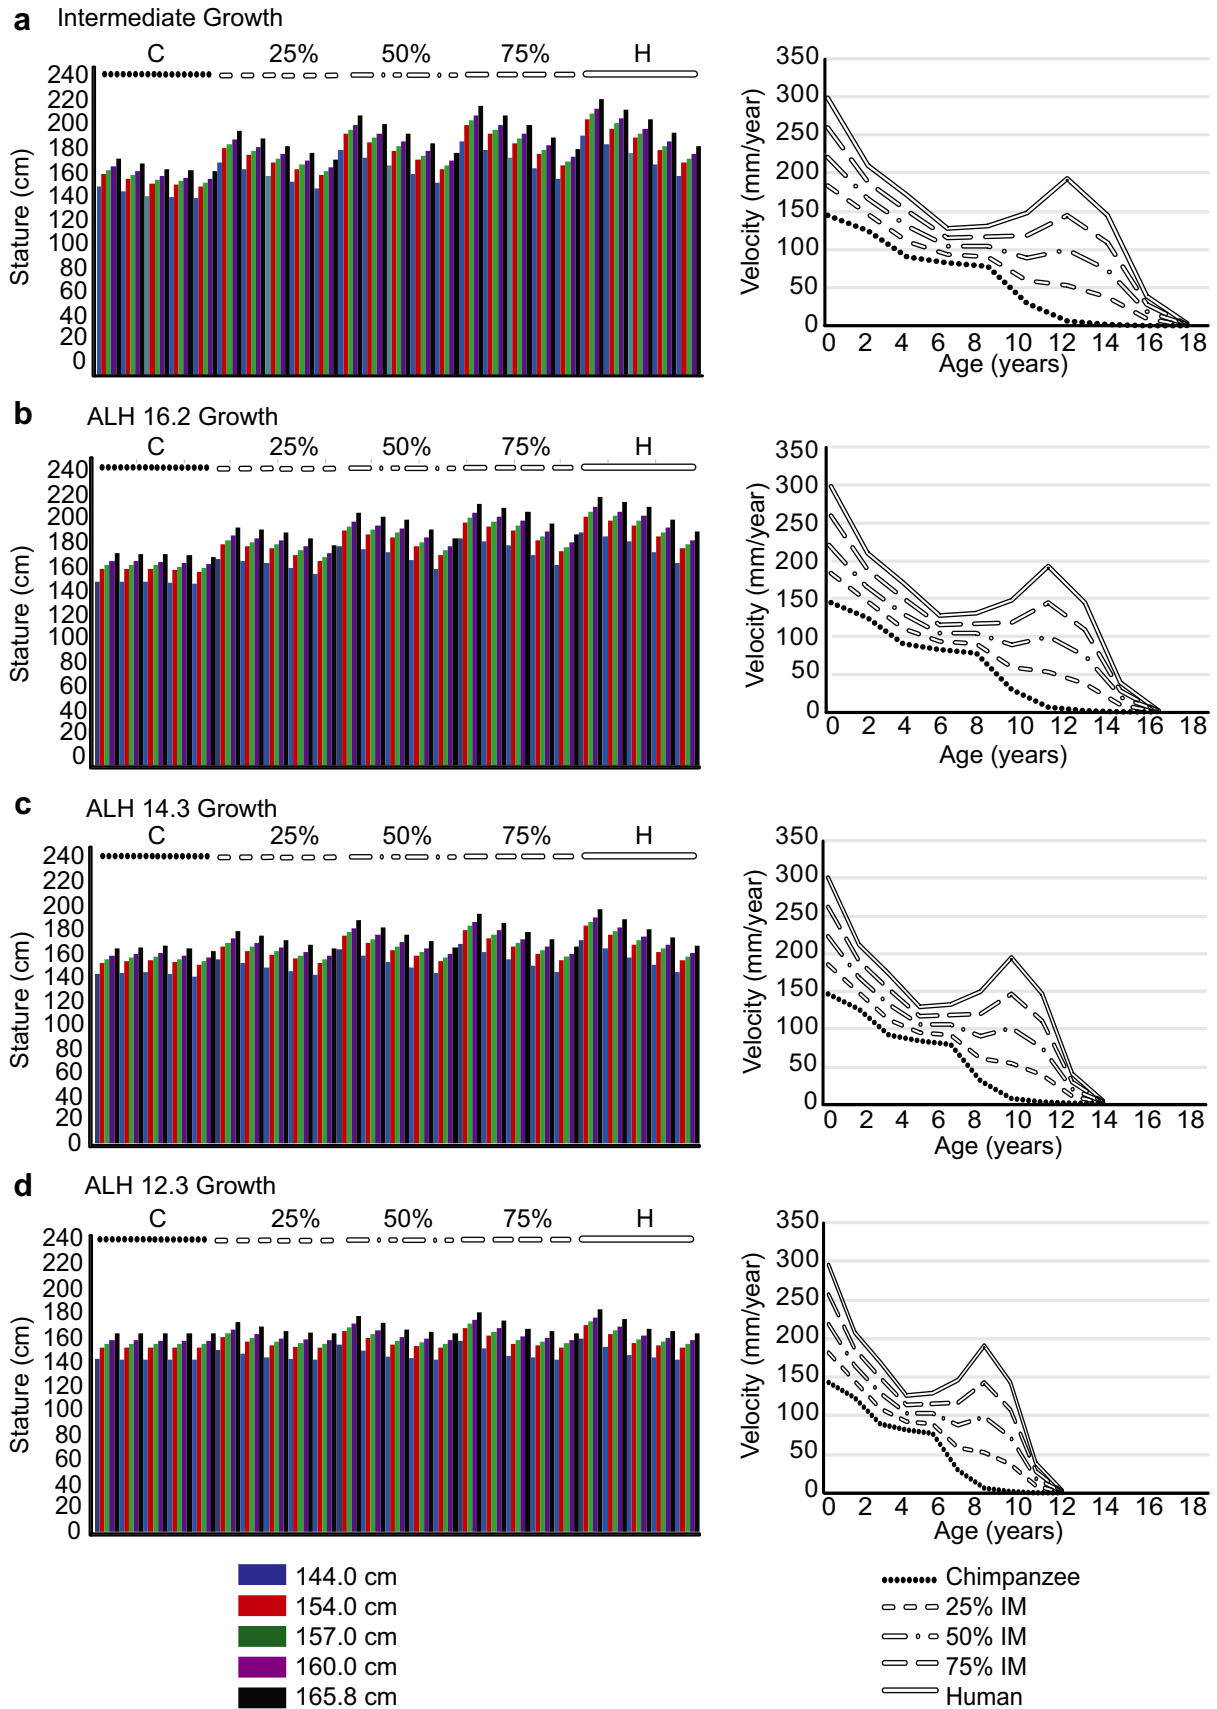 a Intermediate Growth
C 25% 50% 75% H
240
220
200
180
160
140
120
100
80
60
40
20
0
Stature (cm)
350
300
250
200
150
100
50
0
Velocity (mm/year)
0 2 4 6 8 10 12 14 16 18
Age (years)
b ALH 16.2 Growth
C 25% 50% 75% H
240
220
200
180
160
140
120
100
80
60
40
20
0
Stature (cm)
350
300
250
200
150
100
50
0
Velocity (mm/year)
0 2 4 6 8 10 12 14 16 18
Age (years)
c ALH 14.3 Growth
C 25% 50% 75% H
240
220
200
180
160
140
120
100
80
60
40
20
0
Stature (cm)
350
300
250
200
150
100
50
0
Velocity (mm/year)
0 2 4 6 8 10 12 14 16 18
Age (years)
d ALH 12.3 Growth
C 25% 50% 75% H
240
220
200
180
160
140
120
100
80
60
40
20
0
Stature (cm)
350
300
250
200
150
100
50
0
Velocity (mm/year)
0 2 4 6 8 10 12 14 16 18
Age (years)
144.0 cm
154.0 cm
157.0 cm
160.0 cm
165.8 cm
Chimpanzee
25% IM
50% IM
75% IM
Human